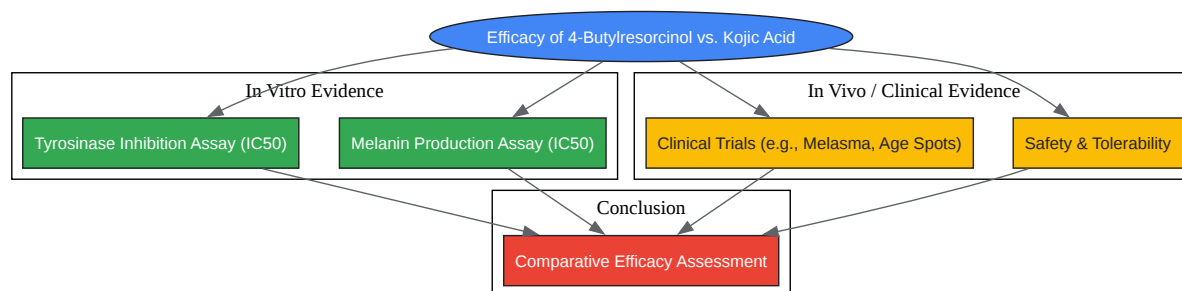 Efficacy of 4-Butylresorcinol vs. Kojic Acid
In Vitro Evidence
In Vivo / Clinical Evidence
Tyrosinase Inhibition Assay (IC50)
Melanin Production Assay (IC50)
Clinical Trials (e.g., Melasma, Age Spots)
Safety & Tolerability
Conclusion
Comparative Efficacy Assessment